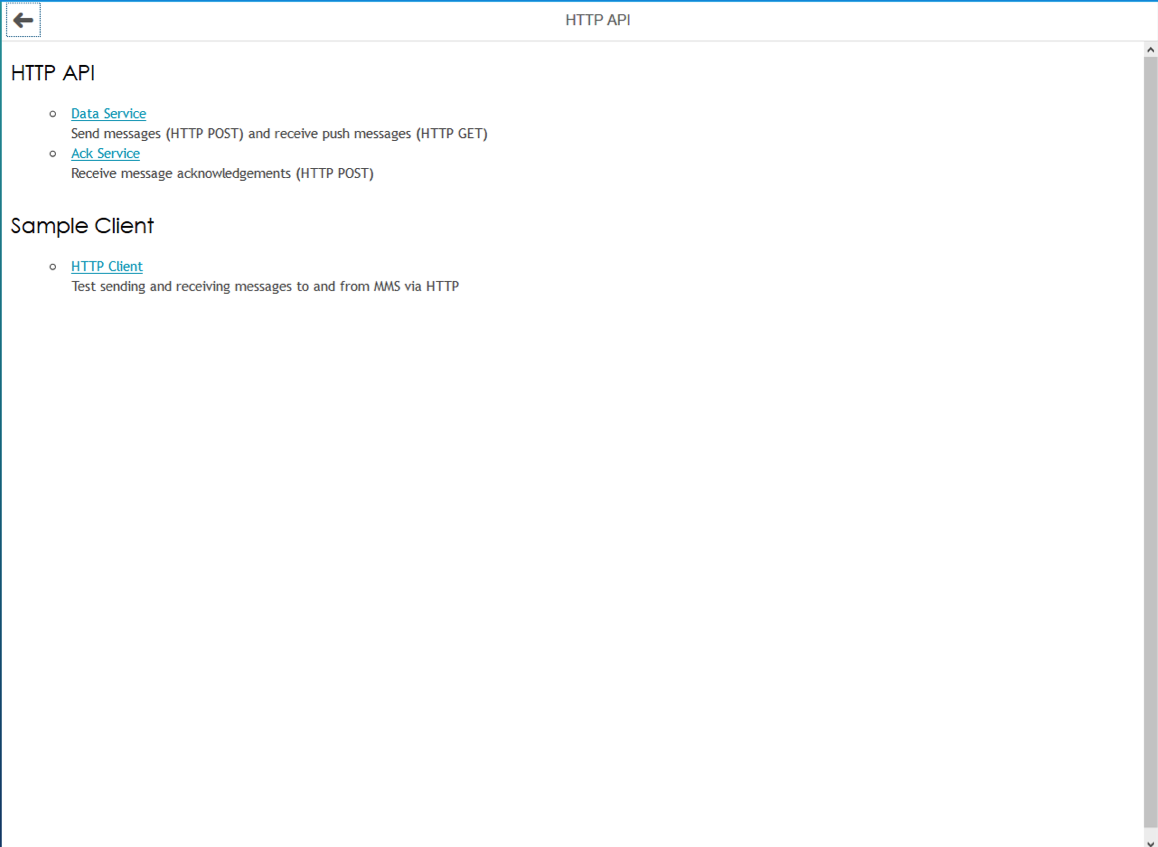 HTTP API
HTTP API
Data Service
Send messages (HTTP POST) and receive push messages (HTTP GET)
Ack Service
Receive message acknowledgements (HTTP POST)
Sample Client
HTTP Client
Test sending and receiving messages to and from MMS via HTTP